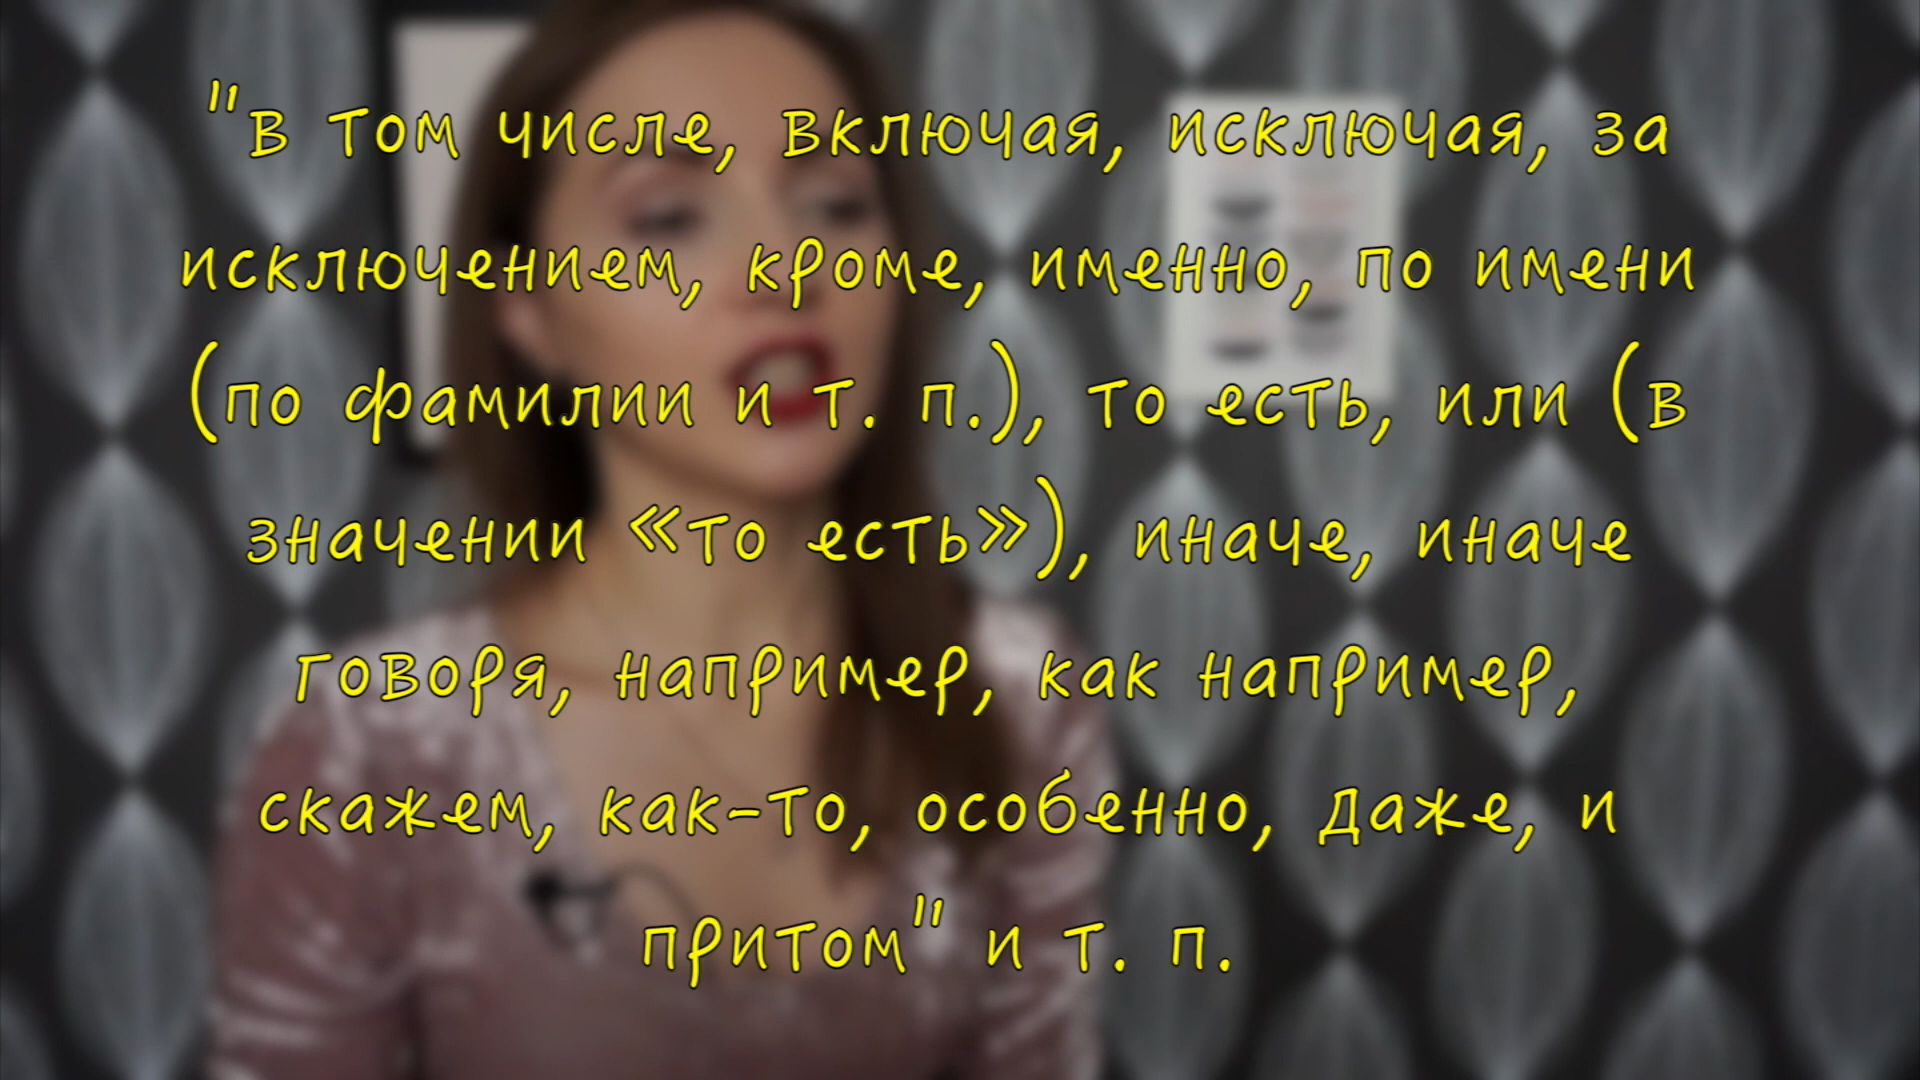 "В том числе, включая, исключая, за
исключением, кроме, именно, по имени
(по фамилии и т. п.), то есть, или (в
значении «то есть»), иначе, иначе
говоря, например, как например,
скажем, как-то, особенно, даже, и
притом" и т. п.